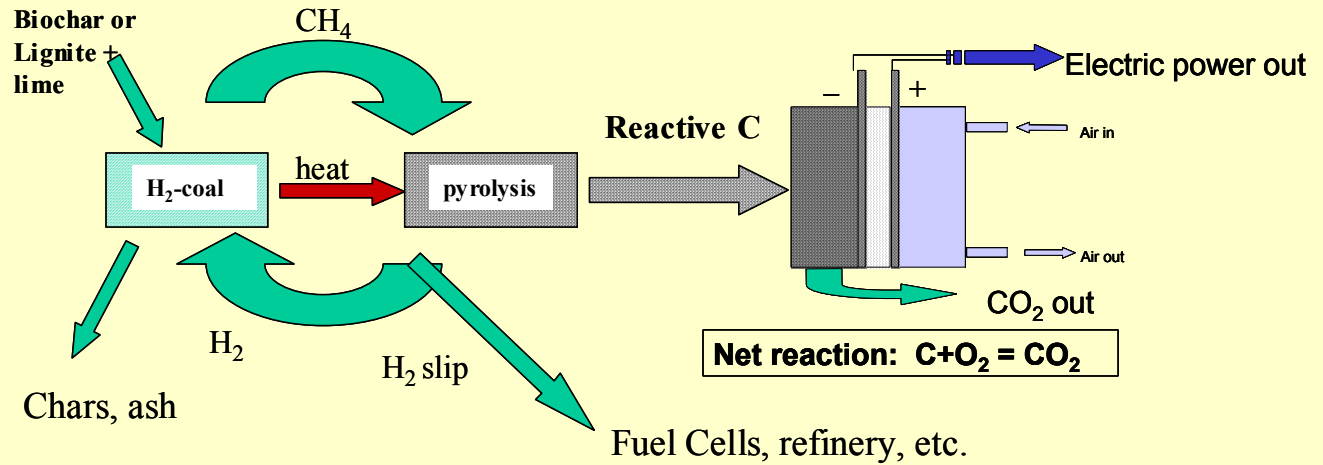 Biochar or
Lignite +
lime
CH₄
Electric power out
− +
Reactive C
Air in
H₂-coal
heat
pyrolysis
Air out
CO₂ out
H₂
H₂ slip
Net reaction: C+O₂ = CO₂
Chars, ash
Fuel Cells, refinery, etc.